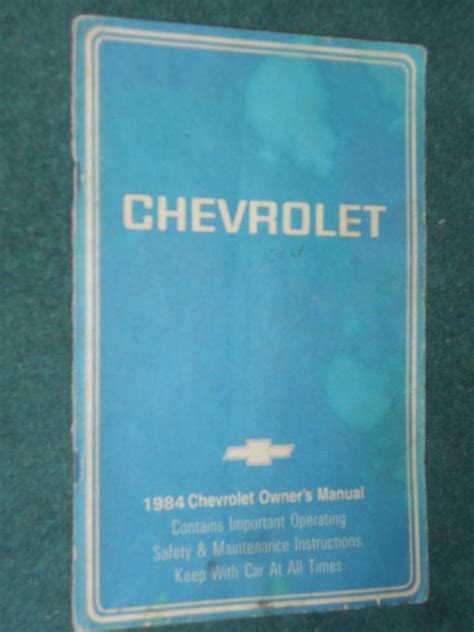 CHEVROLET
1984 Chevrolet Owner's Manual
Contains Important Operating
Safety & Maintenance Instructions.
Keep With Car At All Times.